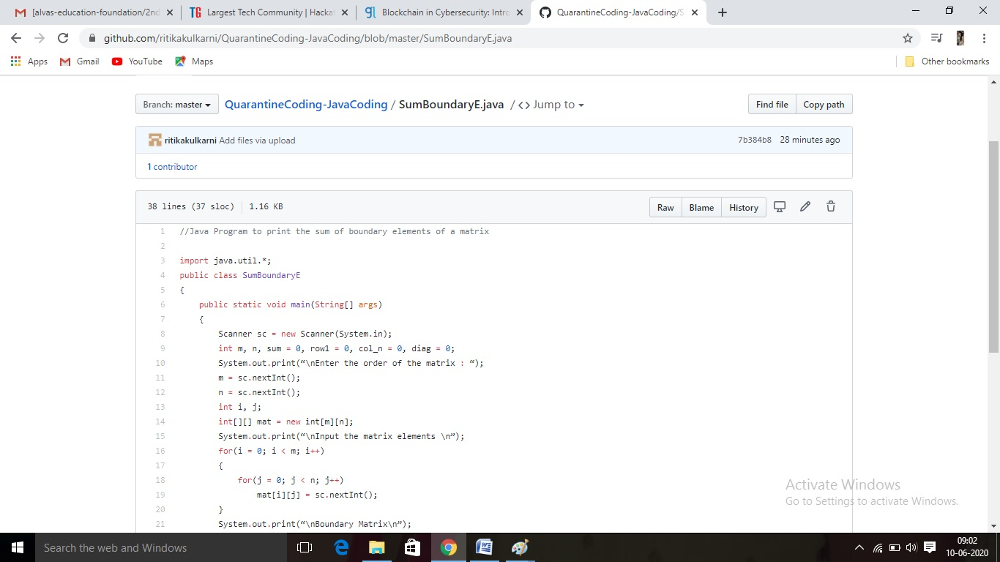 [alvas-education-foundation/2nd
Largest Tech Community | Hackat
Blockchain in Cybersecurity: Intro
QuarantineCoding-JavaCoding/S
github.com/ritikakulkarni/QuarantineCoding-JavaCoding/blob/master/SumBoundaryE.java
Apps Gmail YouTube Maps Other bookmarks
Branch: master QuarantineCoding-JavaCoding / SumBoundaryE.java / <> Jump to Find file Copy path
ritikakulkarni Add files via upload 7b384b8 28 minutes ago
1 contributor
38 lines (37 sloc) 1.16 KB Raw Blame History
1 //Java Program to print the sum of boundary elements of a matrix
2
3 import java.util.*;
4 public class SumBoundaryE
5 {
6 public static void main(String[] args)
7 {
8 Scanner sc = new Scanner(System.in);
9 int m, n, sum = 0, row1 = 0, col_n = 0, diag = 0;
10 System.out.print(“\nEnter the order of the matrix : “);
11 m = sc.nextInt();
12 n = sc.nextInt();
13 int i, j;
14 int[][] mat = new int[m][n];
15 System.out.print(“\nInput the matrix elements \n”);
16 for(i = 0; i < m; i++)
17 {
18 for(j = 0; j < n; j++)
19 mat[i][j] = sc.nextInt();
20 }
21 System.out.print(“\nBoundary Matrix\n”);
Activate Windows
Go to Settings to activate Windows.
Search the web and Windows
09:02
10-06-2020